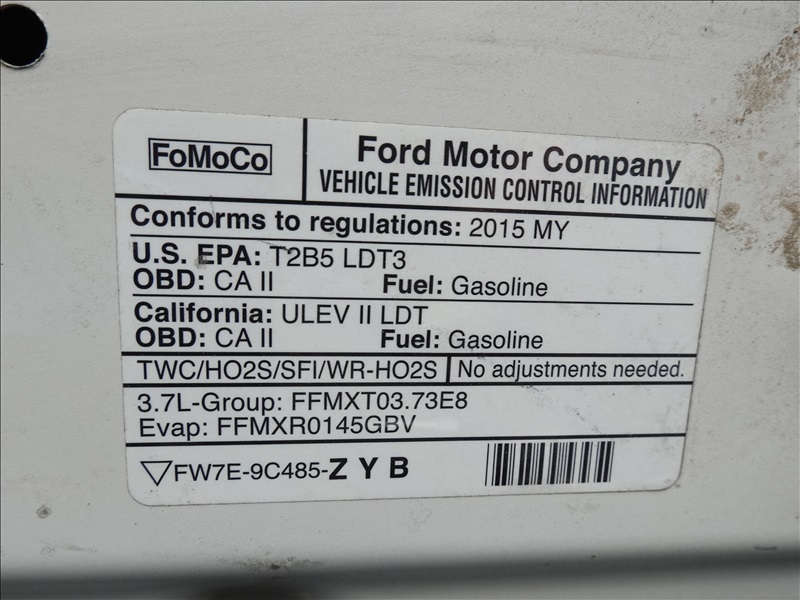 FoMoCo
Ford Motor Company
VEHICLE EMISSION CONTROL INFORMATION
Conforms to regulations: 2015 MY
U.S. EPA: T2B5 LDT3
OBD: CA II Fuel: Gasoline
California: ULEV II LDT
OBD: CA II Fuel: Gasoline
TWC/HO2S/SFI/WR-HO2S No adjustments needed.
3.7L-Group: FFMXT03.73E8
Evap: FFMXR0145GBV
FW7E-9C485-Z Y B